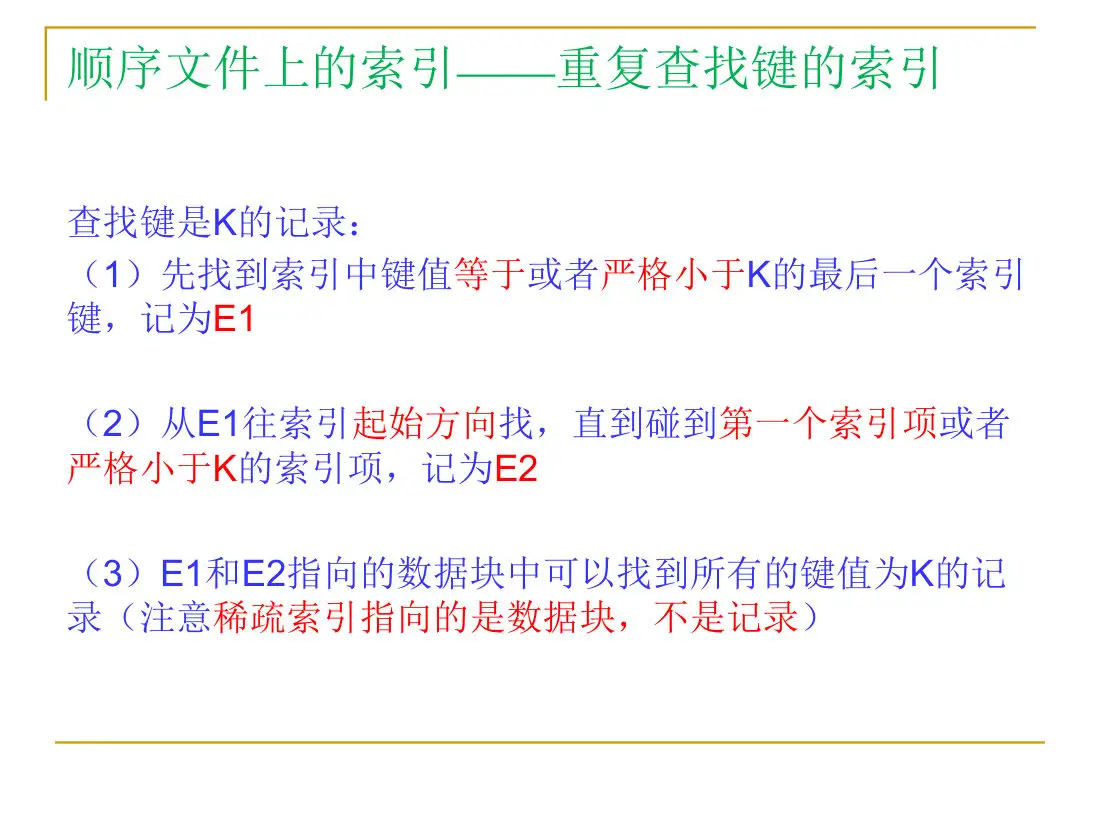 顺序文件上的索引——重复查找键的索引
查找键是K的记录：
（1）先找到索引中键值等于或者严格小于K的最后一个索引
键，记为E1
（2）从E1往索引起始方向找，直到碰到第一个索引项或者
严格小于K的索引项，记为E2
（3）E1和E2指向的数据块中可以找到所有的键值为K的记
录（注意稀疏索引指向的是数据块，不是记录）